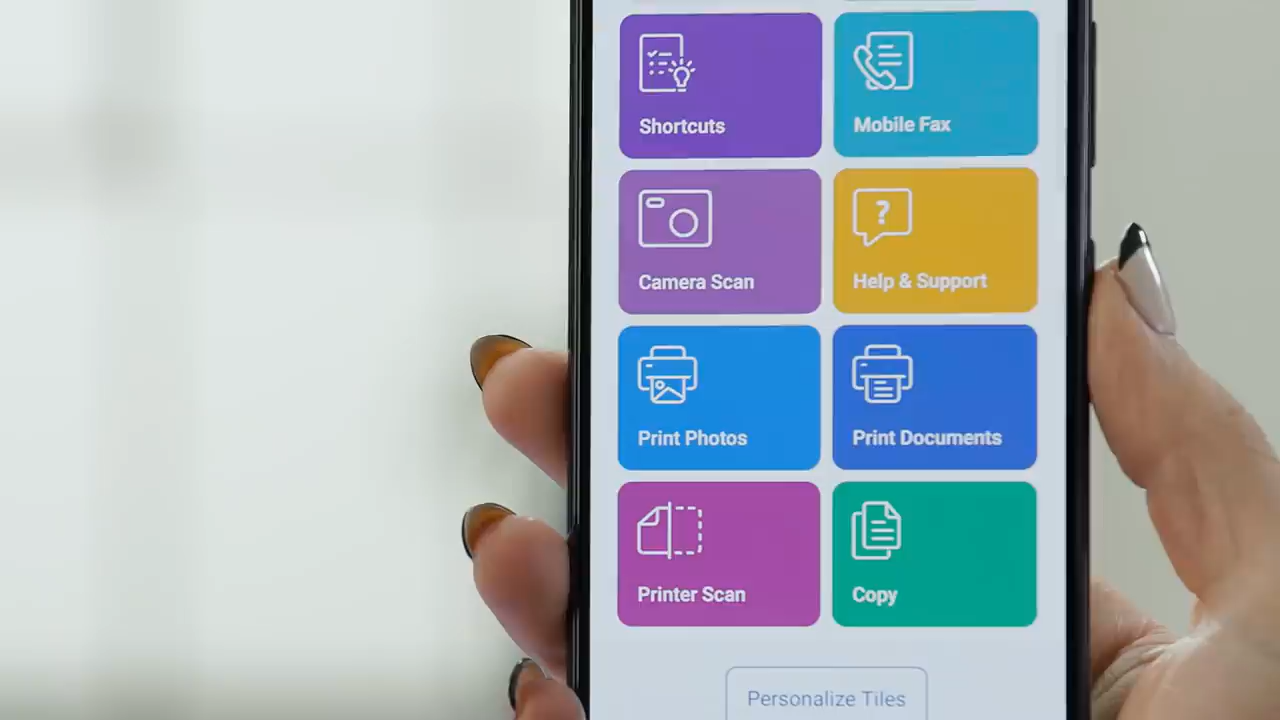 Shortcuts
Mobile Fax
Camera Scan
?
Help & Support
Print Photos
Print Documents
Printer Scan
Copy
Personalize Tiles